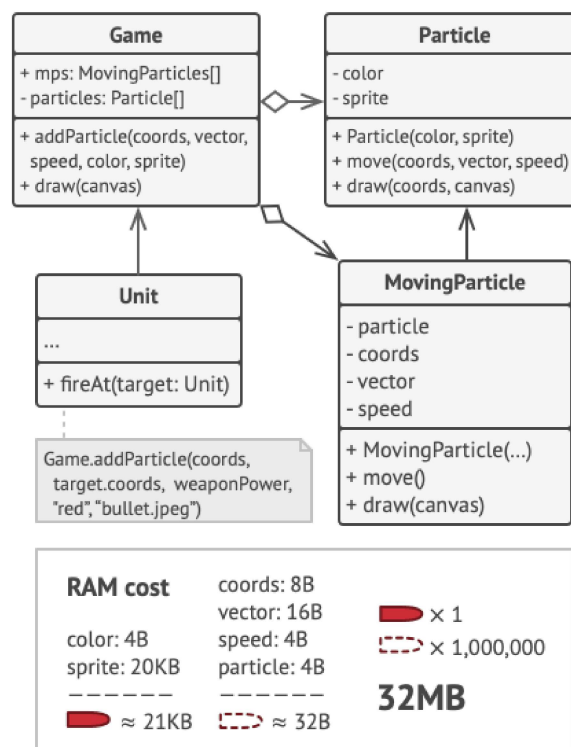 Game
+ mps: MovingParticles[]
- particles: Particle[]
+ addParticle(coords, vector,
speed, color, sprite)
+ draw(canvas)
Particle
- color
- sprite
+ Particle(color, sprite)
+ move(coords, vector, speed)
+ draw(coords, canvas)
Unit
...
+ fireAt(target: Unit)
Game.addParticle(coords,
target.coords, weaponPower,
"red","bullet.jpeg")
MovingParticle
- particle
- coords
- vector
- speed
+ MovingParticle(...)
+ move()
+ draw(canvas)
RAM cost
color: 4B
sprite: 20KB
––––––
≈ 21KB
coords: 8B
vector: 16B
speed: 4B
particle: 4B
––––––
≈ 32B
× 1
× 1,000,000
32MB